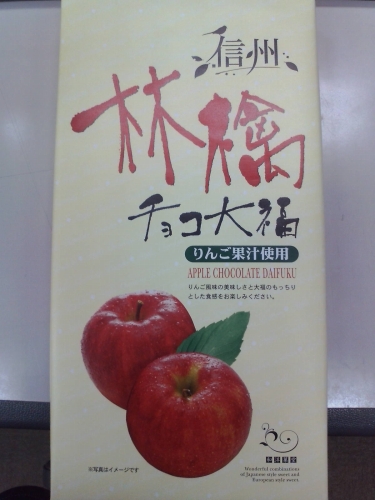 信州
林檎
チョコ大福
りんご果汁使用
APPLE CHOCOLATE DAIFUKU
りんご風味の美味しさと大福のもっちり
とした食感をお楽しみください。
※写真はイメージです
Wonderful combinations
of Japanese style sweet and
European style sweet.